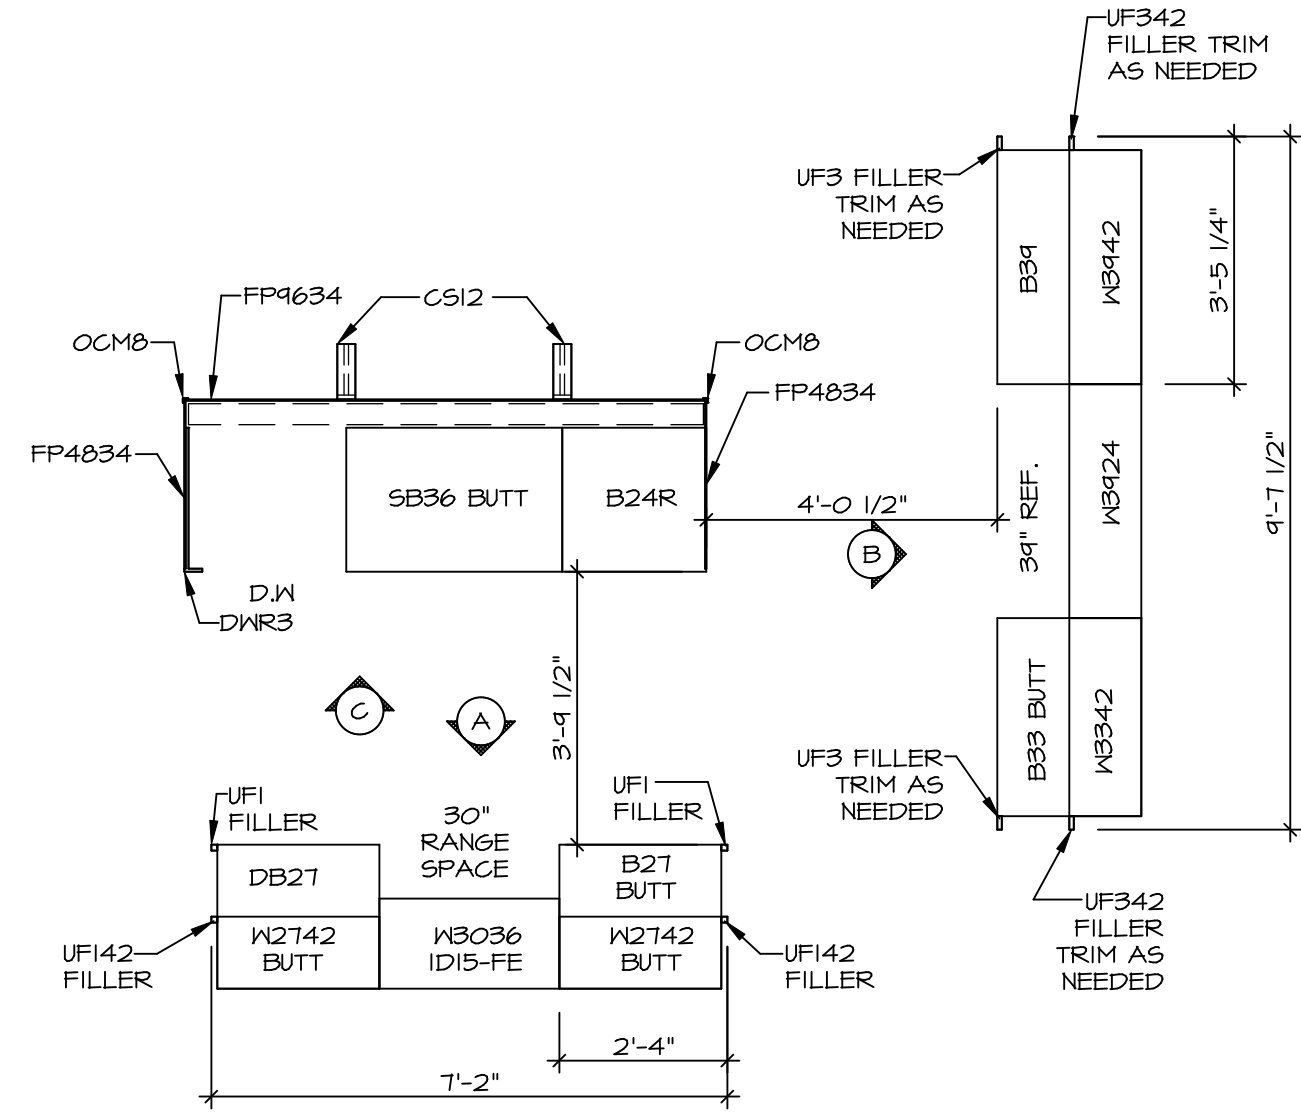 UF342
FILLER TRIM
AS NEEDED
UF3 FILLER
TRIM AS
NEEDED
B39
W3942
3'-5 1/4"
FP9634
CS12
OCM8
OCM8
FP4834
FP4834
SB36 BUTT
B24R
4'-0 1/2"
B
39" REF.
W3924
9'-7 1/2"
D.W
DWR3
C
A
3'-9 1/2"
B33 BUTT
W3342
UF3 FILLER
TRIM AS
NEEDED
UF1
FILLER
30"
RANGE
SPACE
UF1
FILLER
DB27
B27
BUTT
W2742
BUTT
W3036
1D15-FE
W2742
BUTT
UF142
FILLER
UF142
FILLER
UF342
FILLER
TRIM AS
NEEDED
2'-4"
7'-2"